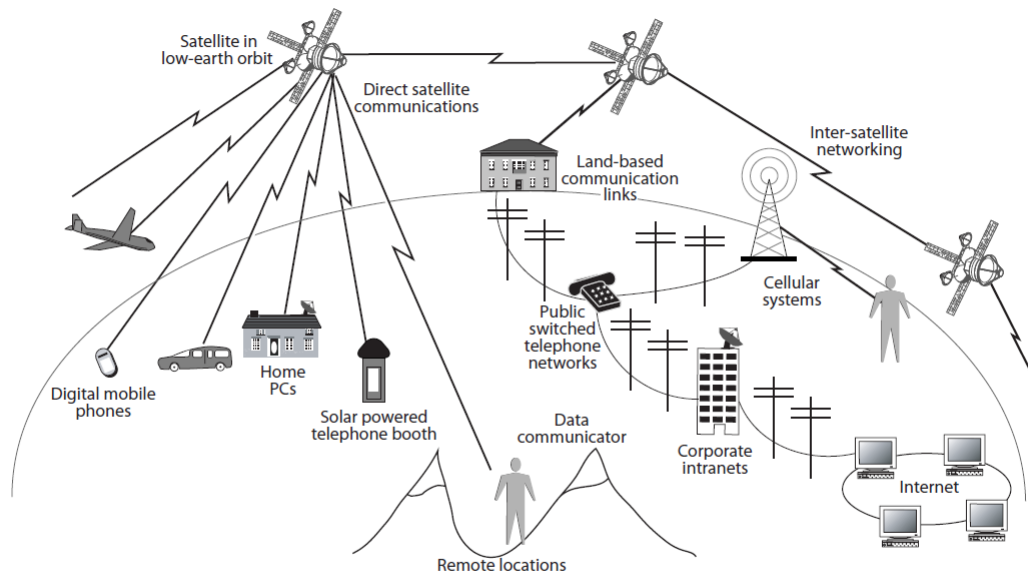 Satellite in
low-earth orbit
Direct satellite
communications
Inter-satellite
networking
Land-based
communication
links
Cellular
systems
Public
switched
telephone
networks
Digital mobile
phones
Home
PCs
Solar powered
telephone booth
Data
communicator
Corporate
intranets
Internet
Remote locations